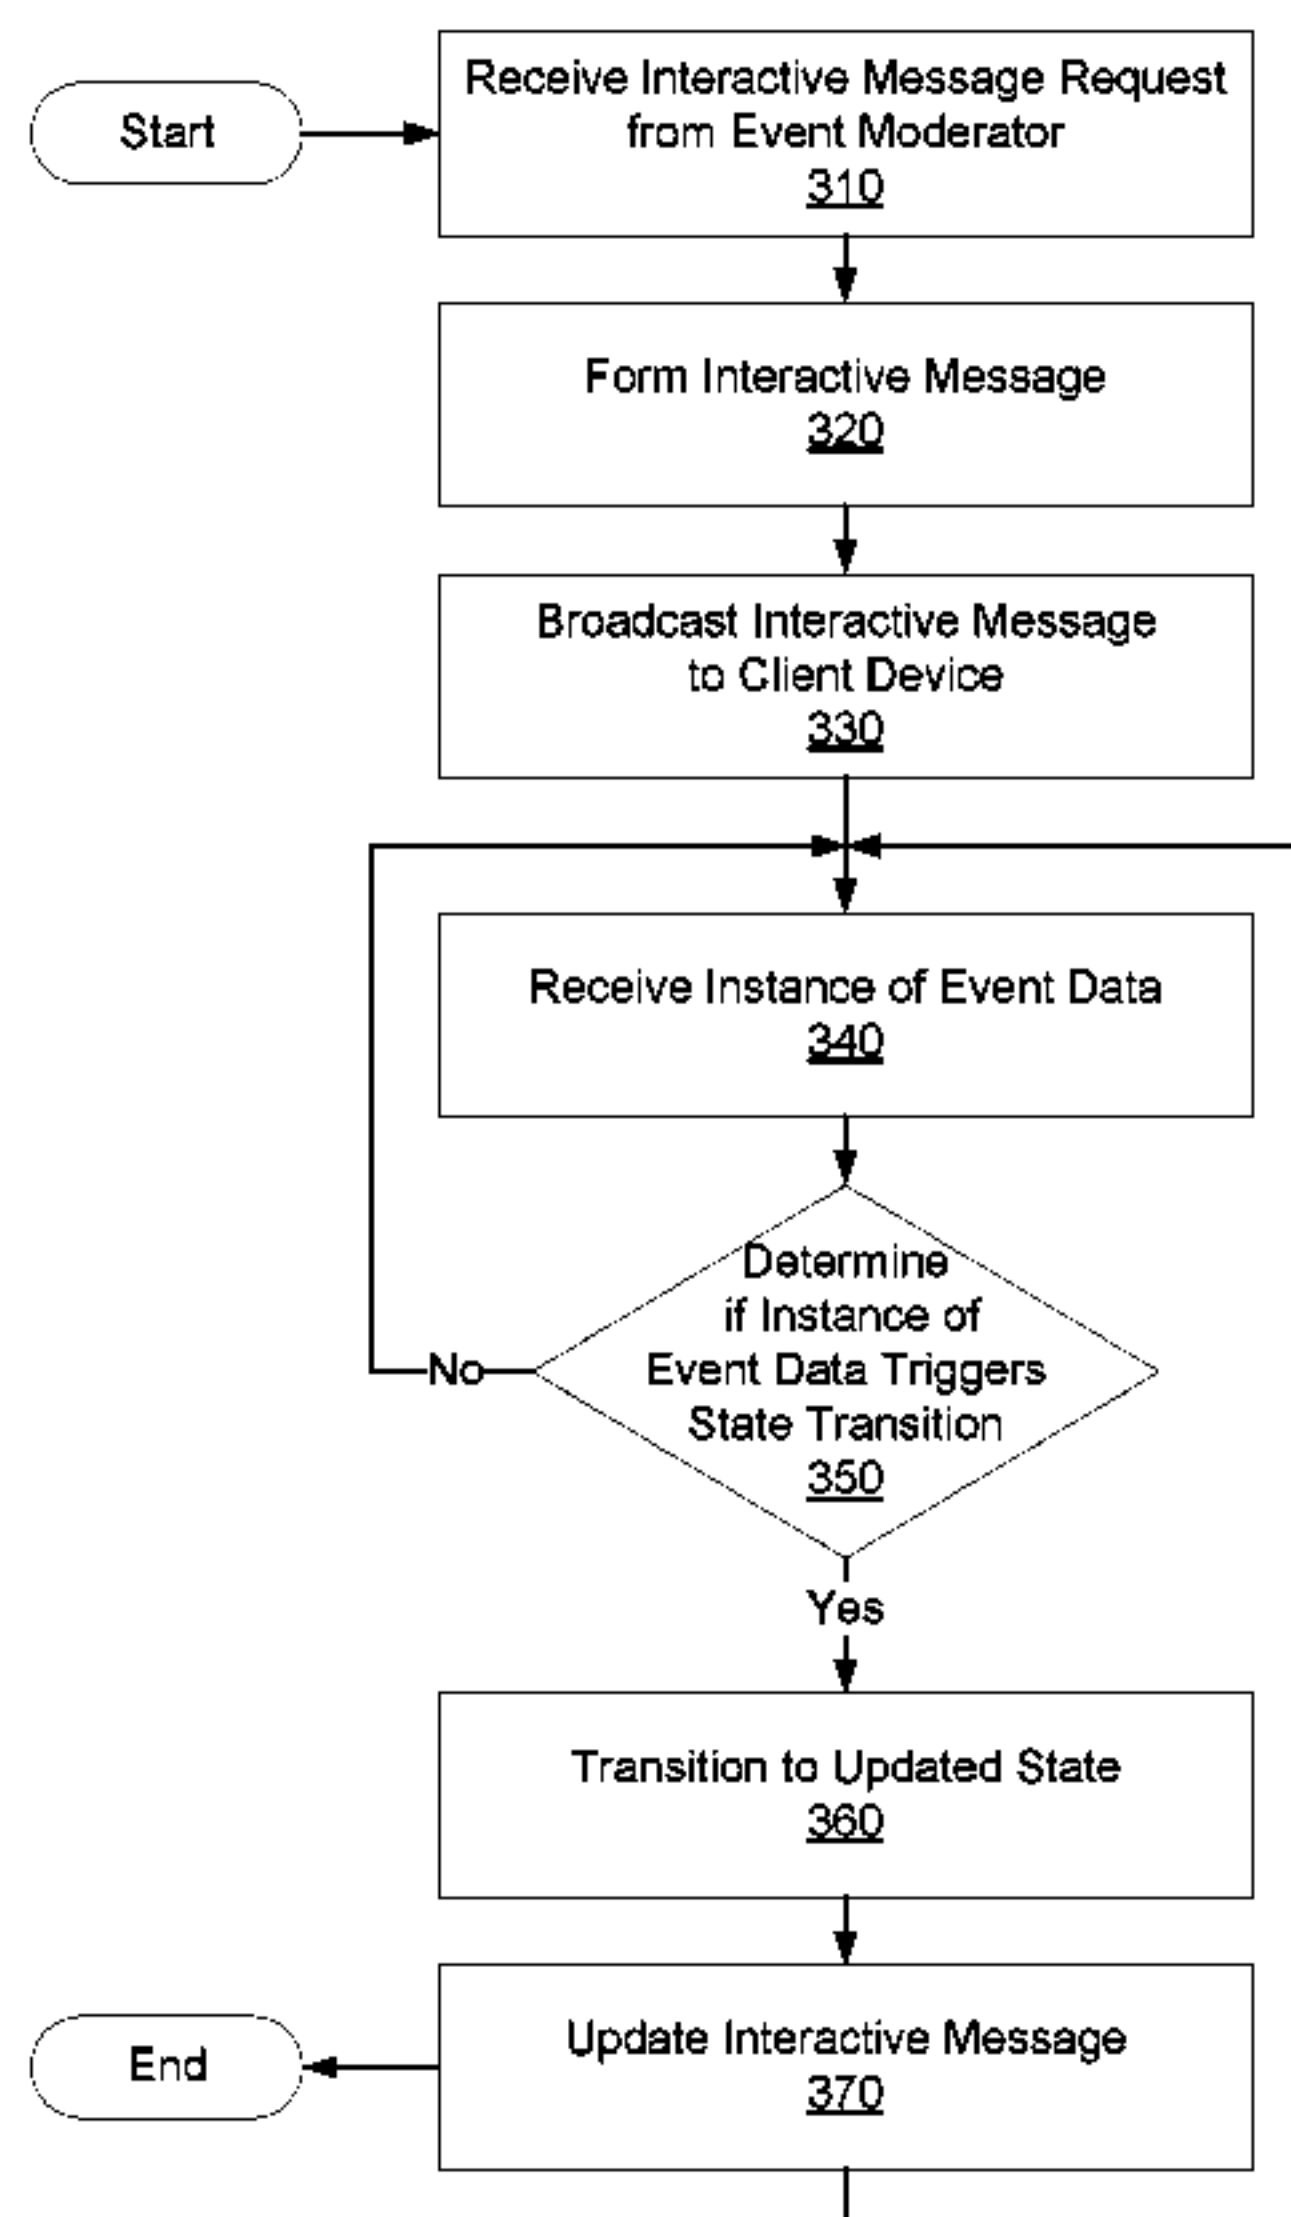 Start
Receive Interactive Message Request
from Event Moderator
310
Form Interactive Message
320
Broadcast Interactive Message
to Client Device
330
Receive Instance of Event Data
340
Determine
if Instance of
Event Data Triggers
State Transition
350
No
Yes
Transition to Updated State
360
Update Interactive Message
370
End